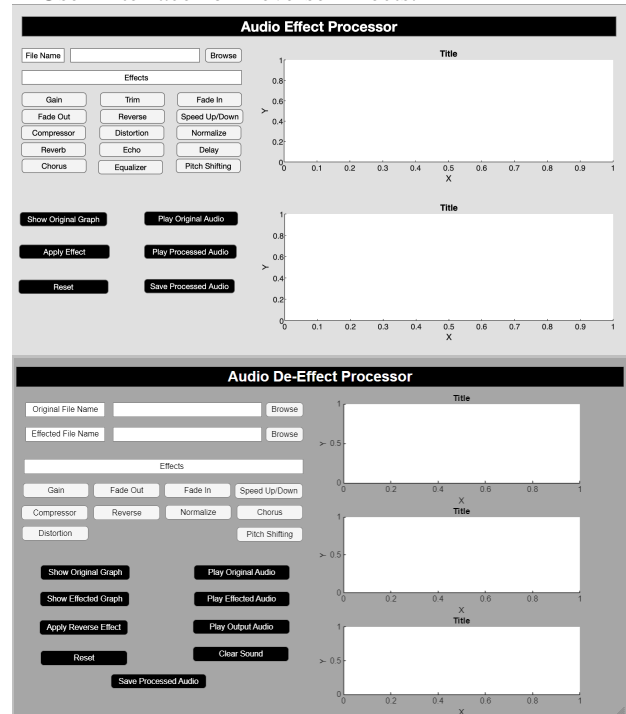 Audio Effect Processor
File Name Browse
Effects
Gain Trim Fade In
Fade Out Reverse Speed Up/Down
Compressor Distortion Normalize
Reverb Echo Delay
Chorus Equalizer Pitch Shifting
Show Original Graph Play Original Audio
Apply Effect Play Processed Audio
Reset Save Processed Audio
Title
1
0.8
0.6
Y
0.4
0.2
0
0 0.1 0.2 0.3 0.4 0.5 0.6 0.7 0.8 0.9 1
X
Title
1
0.8
0.6
Y
0.4
0.2
0
0 0.1 0.2 0.3 0.4 0.5 0.6 0.7 0.8 0.9 1
X
Audio De-Effect Processor
Original File Name Browse
Effected File Name Browse
Effects
Gain Fade Out Fade In Speed Up/Down
Compressor Reverse Normalize Chorus
Distortion Pitch Shifting
Show Original Graph Play Original Audio
Show Effected Graph Play Effected Audio
Apply Reverse Effect Play Output Audio
Reset Clear Sound
Save Processed Audio
Title
1
Y 0.5
0
0 0.2 0.4 0.6 0.8 1
X
Title
1
Y 0.5
0
0 0.2 0.4 0.6 0.8 1
X
Title
1
Y 0.5
0
0 0.2 0.4 0.6 0.8 1
X